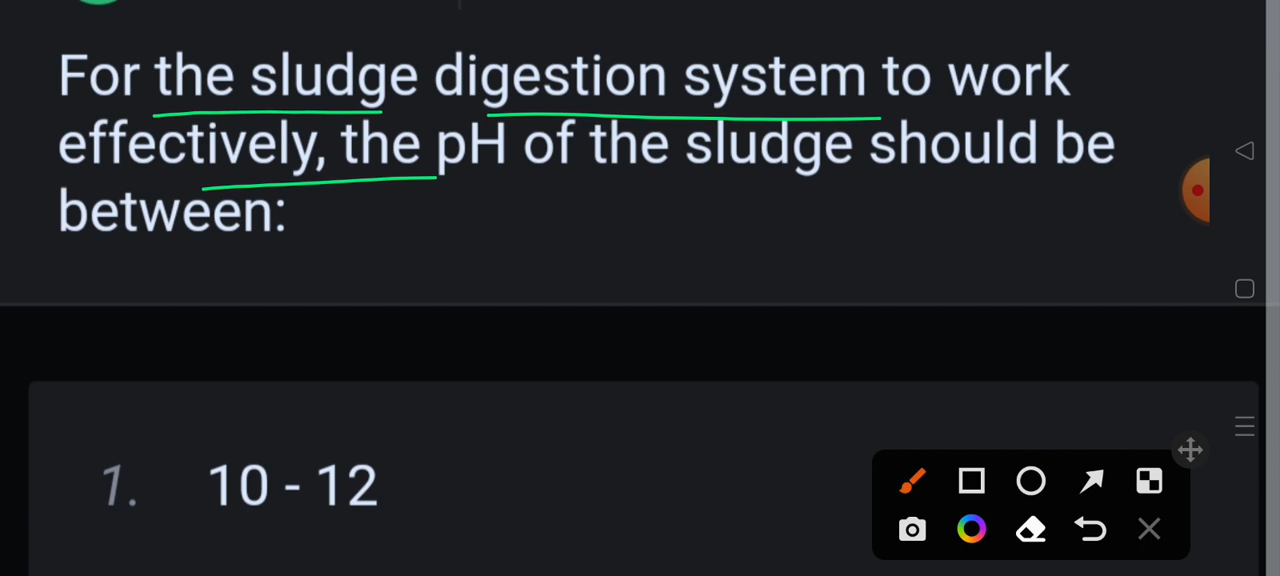 For the sludge digestion system to work
effectively, the pH of the sludge should be
between:
1. 10 - 12